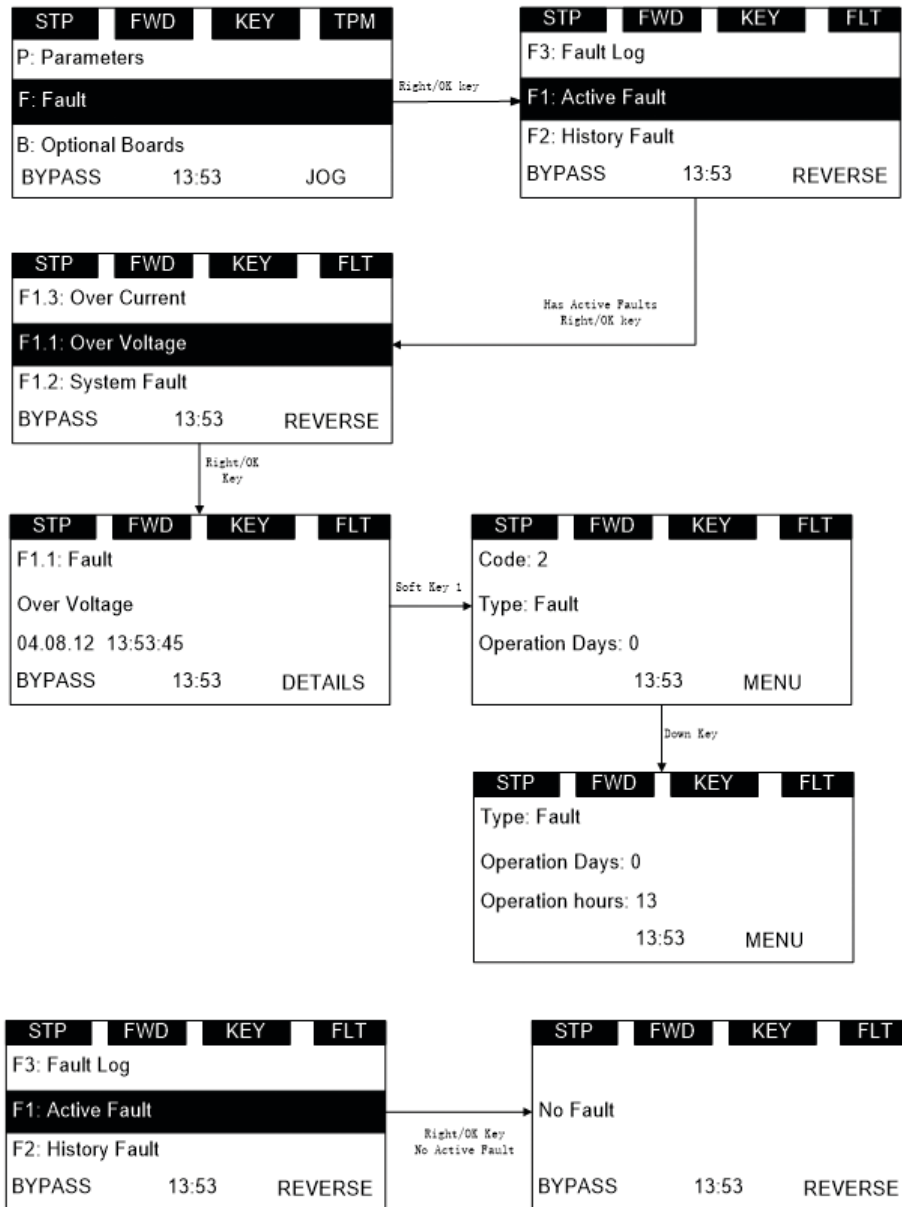 STP FWD KEY TPM
P: Parameters
F: Fault
B: Optional Boards
BYPASS 13:53 JOG
Right/OK key
STP FWD KEY FLT
F3: Fault Log
F1: Active Fault
F2: History Fault
BYPASS 13:53 REVERSE
Has Active Faults
Right/OK key
STP FWD KEY FLT
F1.3: Over Current
F1.1: Over Voltage
F1.2: System Fault
BYPASS 13:53 REVERSE
Right/OK
Key
STP FWD KEY FLT
F1.1: Fault
Over Voltage
04.08.12 13:53:45
BYPASS 13:53 DETAILS
Soft Key 1
STP FWD KEY FLT
Code: 2
Type: Fault
Operation Days: 0
13:53 MENU
Down Key
STP FWD KEY FLT
Type: Fault
Operation Days: 0
Operation hours: 13
13:53 MENU
STP FWD KEY FLT
F3: Fault Log
F1: Active Fault
F2: History Fault
BYPASS 13:53 REVERSE
Right/OK Key
No Active Fault
STP FWD KEY FLT
No Fault
BYPASS 13:53 REVERSE